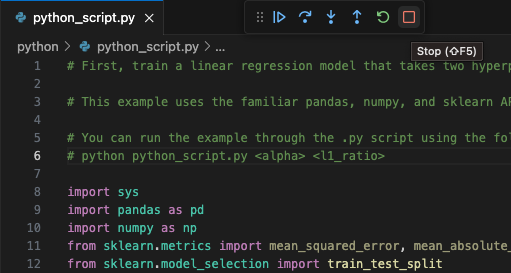 python_script.py
Stop (⇧F5)
python > python_script.py > ...
1 # First, train a linear regression model that takes two
2
3 # This example uses the familiar pandas, numpy, and sklearn
4
5 # You can run the example through the .py script using the
6 # python python_script.py <alpha> <l1_ratio>
7
8 import sys
9 import pandas as pd
10 import numpy as np
11 from sklearn.metrics import mean_squared_error, mean_absolute_
12 from sklearn.model_selection import train_test_split